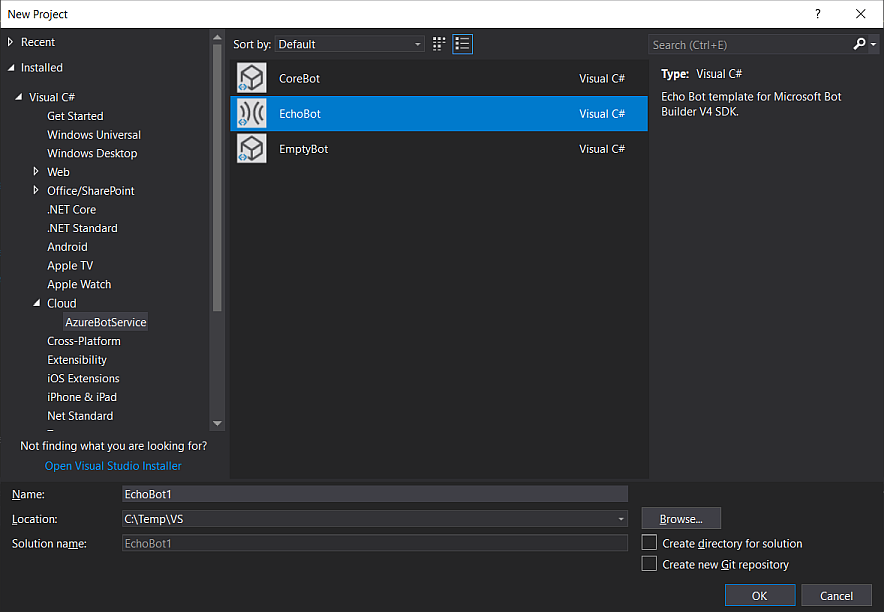 New Project
?
Recent
Installed
Visual C#
Get Started
Windows Universal
Windows Desktop
Web
Office/SharePoint
.NET Core
.NET Standard
Android
Apple TV
Apple Watch
Cloud
AzureBotService
Cross-Platform
Extensibility
iOS Extensions
iPhone & iPad
Net Standard
Not finding what you are looking for?
Open Visual Studio Installer
Sort by: Default
CoreBot Visual C#
EchoBot Visual C#
EmptyBot Visual C#
Search (Ctrl+E)
Type: Visual C#
Echo Bot template for Microsoft Bot
Builder V4 SDK.
Name: EchoBot1
Location: C:\Temp\VS
Browse...
Solution name: EchoBot1
Create directory for solution
Create new Git repository
OK
Cancel